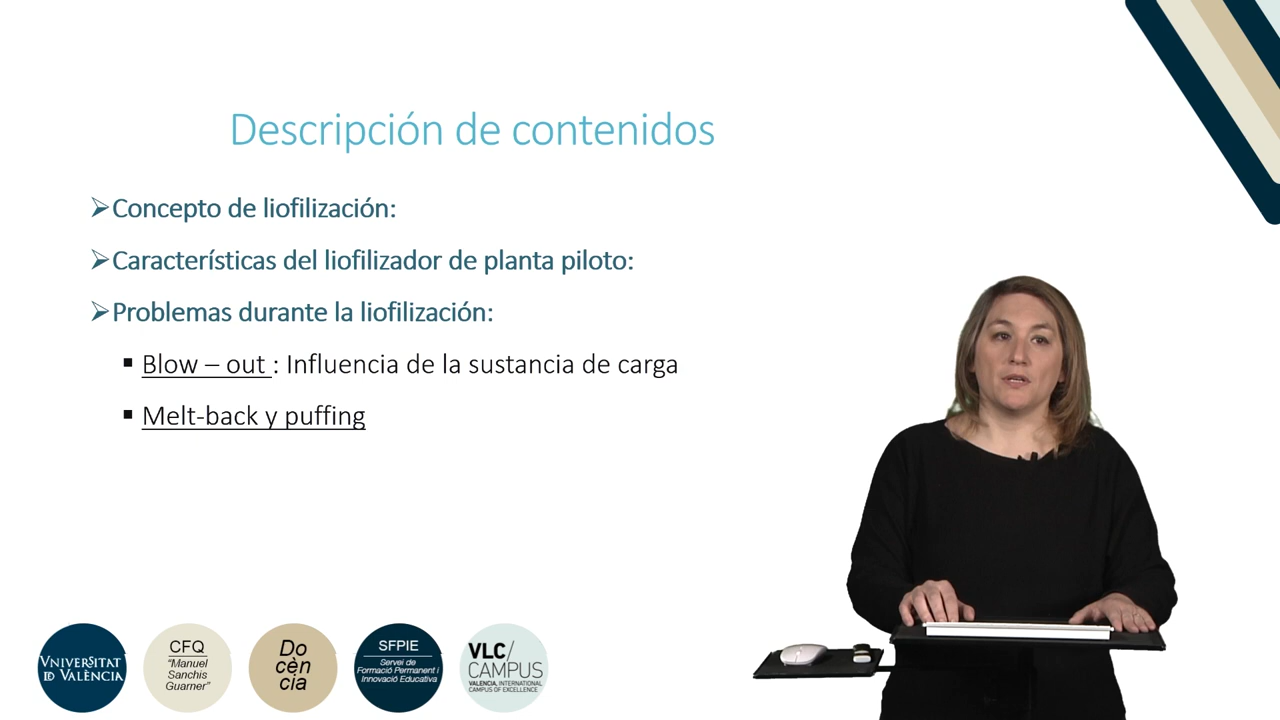 Descripción de contenidos
Concepto de liofilización:
Características del liofilizador de planta piloto:
Problemas durante la liofilización:
Blow – out : Influencia de la sustancia de carga
Melt-back y puffing
VNIVERSITAT
ID VALÈNCIA
CFQ
"Manuel
Sanchis
Guarner"
Do
cèn
cia
SFPIE
Servei de
Formació Permanent i
Innovació Educativa
VLC/
CAMPUS
VALENCIA, INTERNATIONAL
CAMPUS OF EXCELLENCE